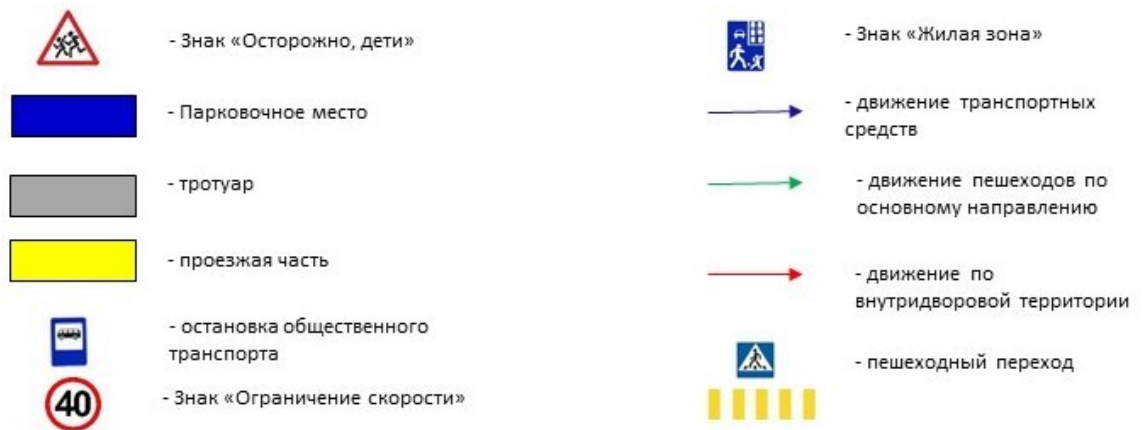 - Знак «Осторожно, дети»
- Парковочное место
- тротуар
- проезжая часть
- остановка общественного
транспорта
40
- Знак «Ограничение скорости»
- Знак «Жилая зона»
- движение транспортных
средств
- движение пешеходов по
основному направлению
- движение по
внутридворовой территории
- пешеходный переход